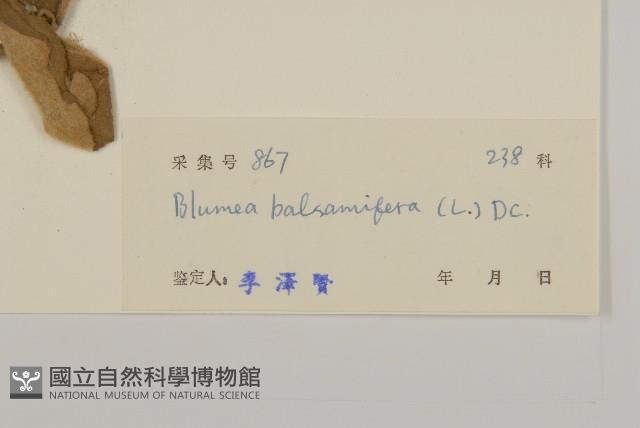 采集号 867 238 科
Blumea balsamifera (L.) DC.
鉴定人: 李澤賢 年 月 日
國立自然科學博物館
NATIONAL MUSEUM OF NATURAL SCIENCE